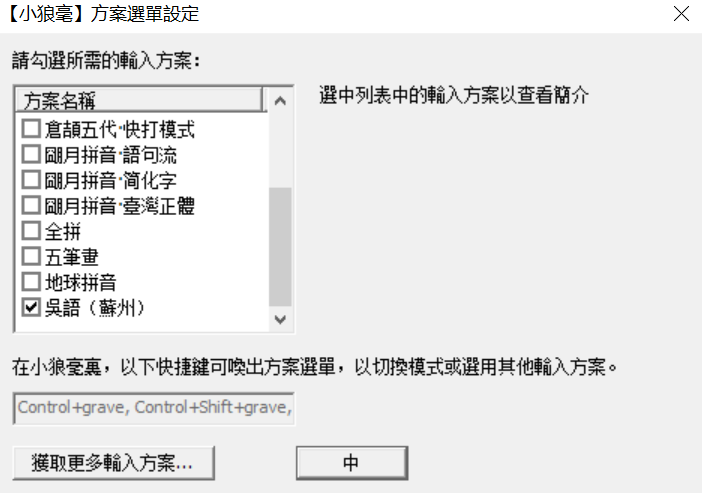 【小狼毫】方案選單設定
請勾選所需的輸入方案:
方案名稱
選中列表中的輸入方案以查看簡介
倉頡五代·快打模式
朙月拼音·語句流
朙月拼音·简化字
朙月拼音·臺灣正體
全拼
五筆畫
地球拼音
吳語（蘇州）
在小狼毫裏，以下快捷鍵可喚出方案選單，以切換模式或選用其他輸入方案。
Control+grave, Control+Shift+grave,
獲取更多輸入方案...
中